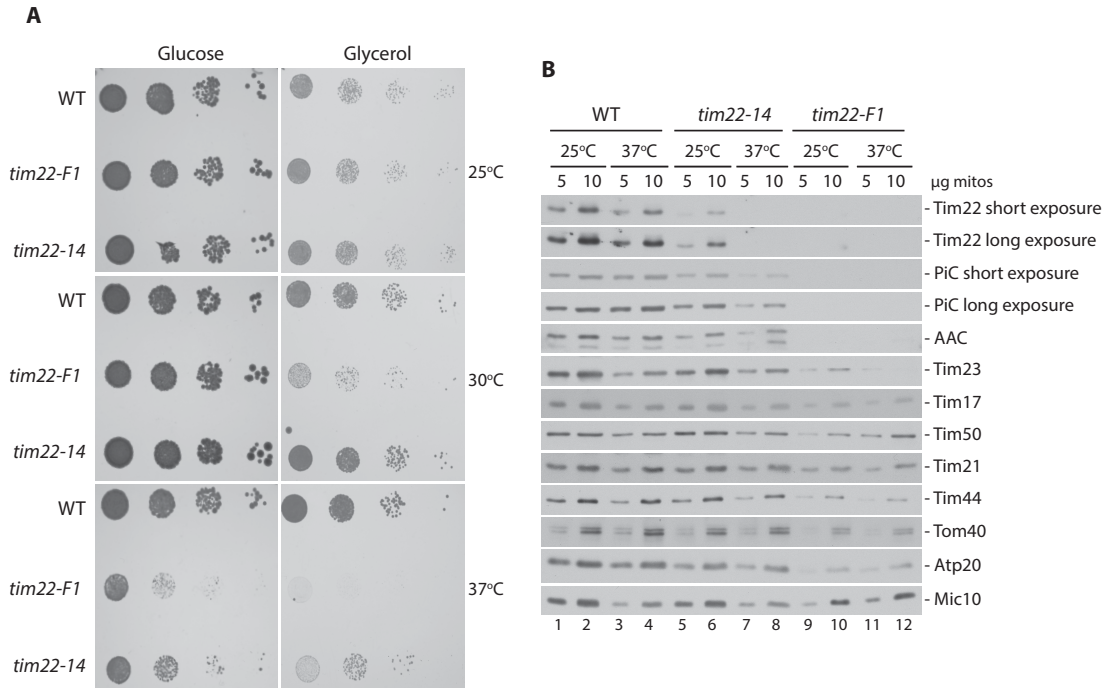 A
Glucose Glycerol
WT
tim22-F1
25°C
tim22-14
WT
tim22-F1
30°C
tim22-14
WT
tim22-F1
37°C
tim22-14
B
WT tim22-14 tim22-F1
25°C 37°C 25°C 37°C 25°C 37°C
5 10 5 10 5 10 5 10 5 10 5 10 µg mitos
- Tim22 short exposure
- Tim22 long exposure
- PiC short exposure
- PiC long exposure
- AAC
- Tim23
- Tim17
- Tim50
- Tim21
- Tim44
- Tom40
- Atp20
- Mic10
1 2 3 4 5 6 7 8 9 10 11 12